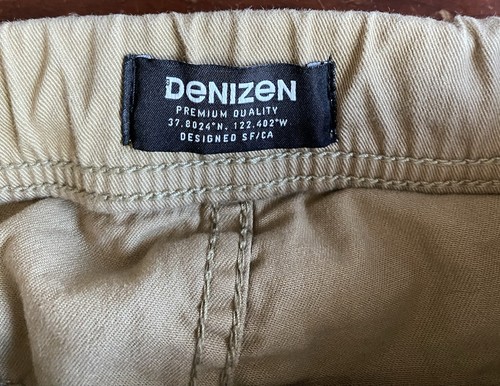 DENIZEN
PREMIUM QUALITY
37.8024°N. 122.402°W
DESIGNED SF/CA